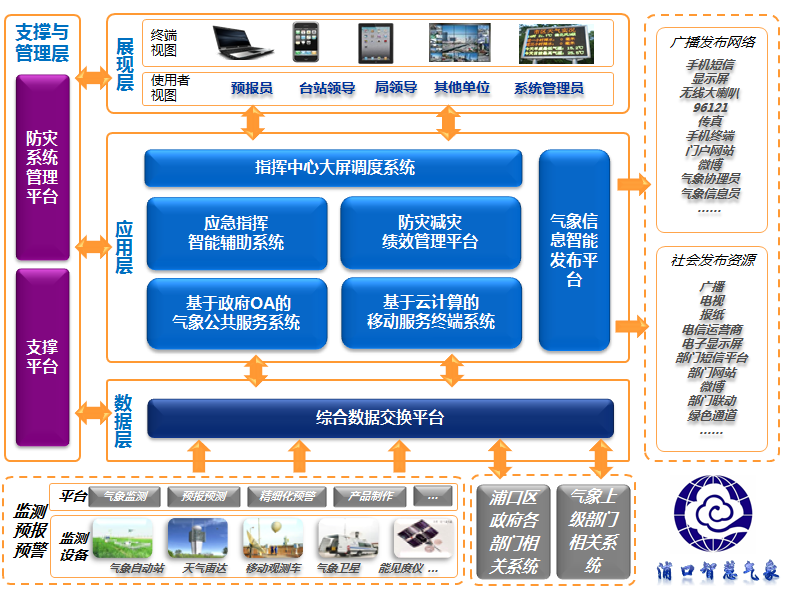 支撑与
管理层
防灾
系统
管理
平台
支撑
平台
展现层
终端
视图
使用者
视图
预报员 台站领导 局领导 其他单位 系统管理员
应用层
指挥中心大屏调度系统
应急指挥
智能辅助系统
防灾减灾
绩效管理平台
基于政府OA的
气象公共服务系统
基于云计算的
移动服务终端系统
气象信
息智能
发布平
台
数据层
综合数据交换平台
监测
预报
预警
平台 气象监测 预报预测 精细化预警 产品制作 ...
监测
设备
气象自动站 天气雷达 移动观测车 气象卫星 能见度仪 ...
浦口区
政府各
部门相
关系统
气象上
级部门
相关系
统
广播发布网络
手机短信
显示屏
无线大喇叭
96121
传真
手机终端
门户网站
微博
气象协理员
气象信息员
......
社会发布资源
广播
电视
报纸
电信运营商
电子显示屏
部门短信平台
部门网站
微博
部门联动
绿色通道
......
浦口智慧气象